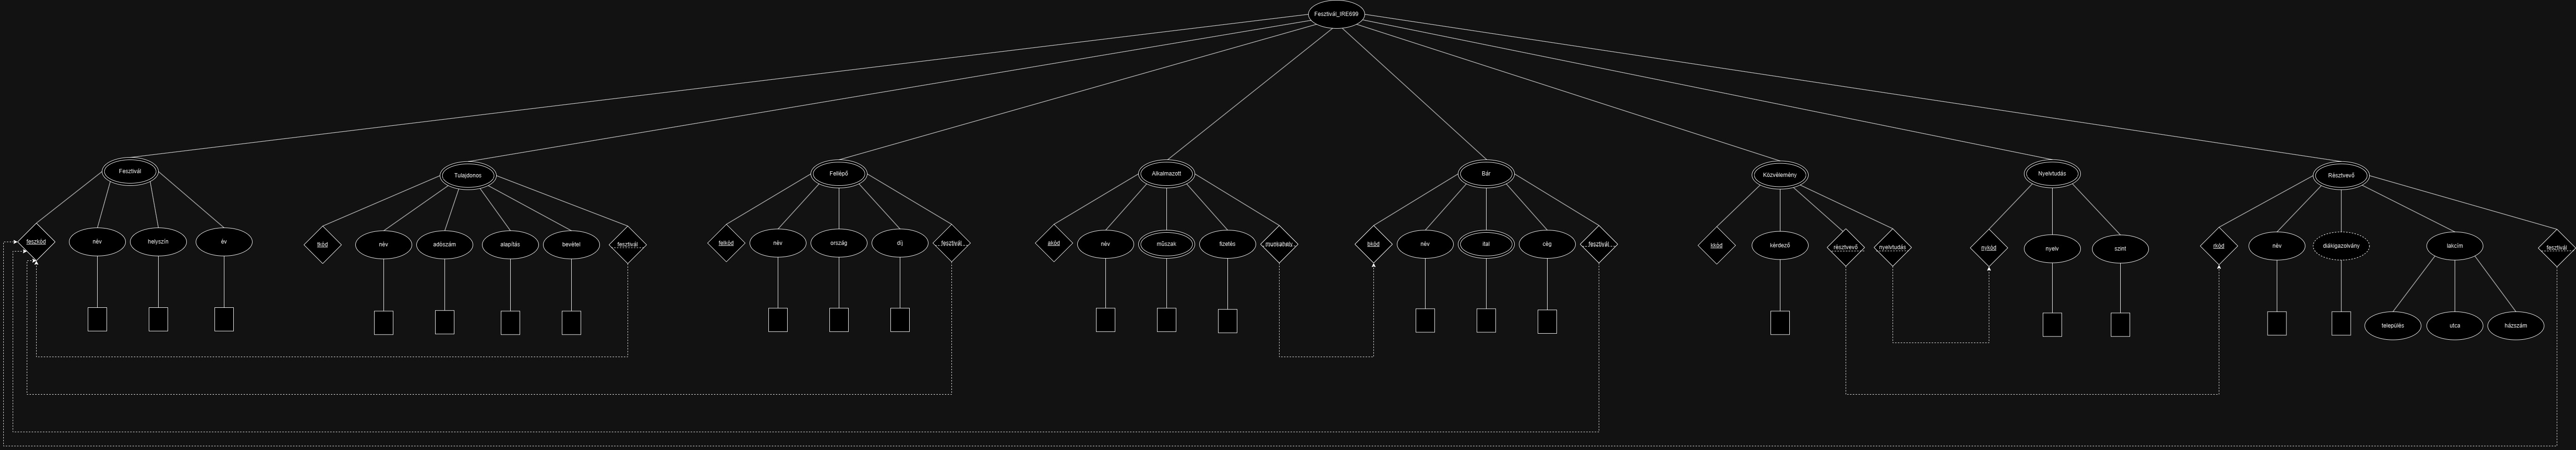 Fesztivál_IRE699
Fesztivál
Tulajdonos
Fellépő
Alkalmazott
Bár
Közvélemény
Nyelvtudás
Résztvevő
feszkód
név
helyszín
év
tkód
név
adószám
alapítás
bevétel
fesztivál
felkód
név
ország
díj
fesztivál
akód
név
műszak
fizetés
munkahely
bkód
név
ital
cég
fesztivál
kkód
kérdező
résztvevő
nyelvtudás
nykód
nyelv
szint
rkód
név
diákigazolvány
lakcím
fesztivál
település
utca
házszám